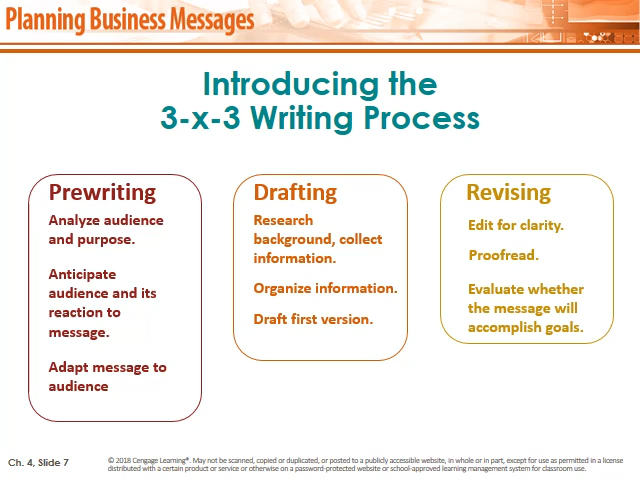 Planning Business Messages
Introducing the
3-x-3 Writing Process
Prewriting
Analyze audience
and purpose.
Anticipate
audience and its
reaction to
message.
Adapt message to
audience
Drafting
Research
background, collect
information.
Organize information.
Draft first version.
Revising
Edit for clarity.
Proofread.
Evaluate whether
the message will
accomplish goals.
Ch. 4, Slide 7
© 2018 Cengage Learning®. May not be scanned, copied or duplicated, or posted to a publicly accessible website, in whole or in part, except for use as permitted in a license
distributed with a certain product or service or otherwise on a password-protected website or school-approved learning management system for classroom use.